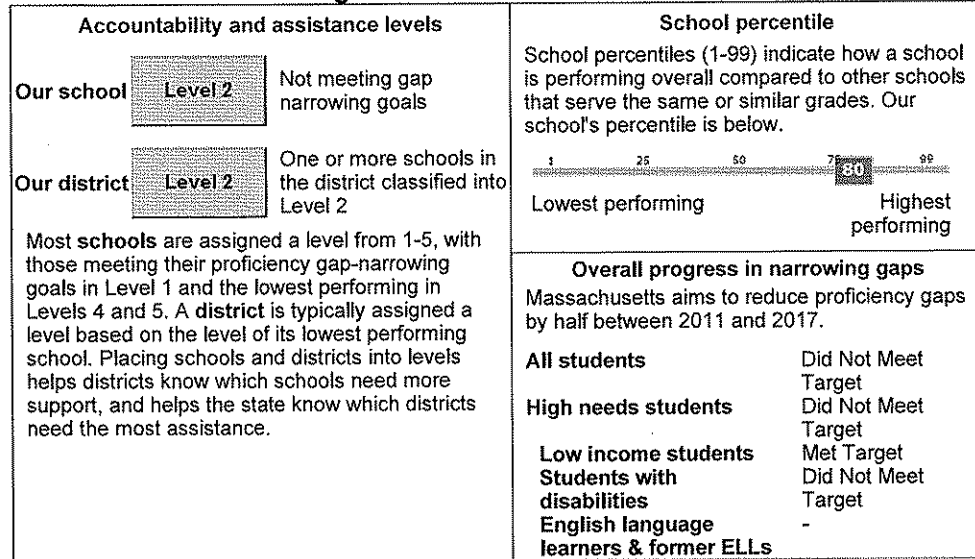 Accountability and assistance levels
Our school
Level 2
Not meeting gap
narrowing goals
Our district
Level 2
One or more schools in
the district classified into
Level 2
Most schools are assigned a level from 1-5, with
those meeting their proficiency gap-narrowing
goals in Level 1 and the lowest performing in
Levels 4 and 5. A district is typically assigned a
level based on the level of its lowest performing
school. Placing schools and districts into levels
helps districts know which schools need more
support, and helps the state know which districts
need the most assistance.
School percentile
School percentiles (1-99) indicate how a school
is performing overall compared to other schools
that serve the same or similar grades. Our
school's percentile is below.
1 25 50 75 99
80
Lowest performing
Highest
performing
Overall progress in narrowing gaps
Massachusetts aims to reduce proficiency gaps
by half between 2011 and 2017.
All students
Did Not Meet
Target
High needs students
Did Not Meet
Target
Low income students
Met Target
Students with
disabilities
Did Not Meet
Target
English language
learners & former ELLs
-